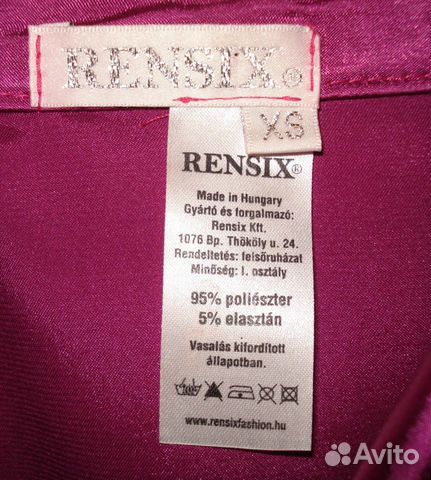 RENSIX®
XS
RENSIX®
Made in Hungary
Gyártó és forgalmazó:
Rensix Kft.
1076 Bp. Thököly u. 24.
Rendeltetés: felsőruházat
Minőség: I. osztály
95% poliészter
5% elasztán
Vasalás kifordított
állapotban.
www.rensixfashion.hu
Avito